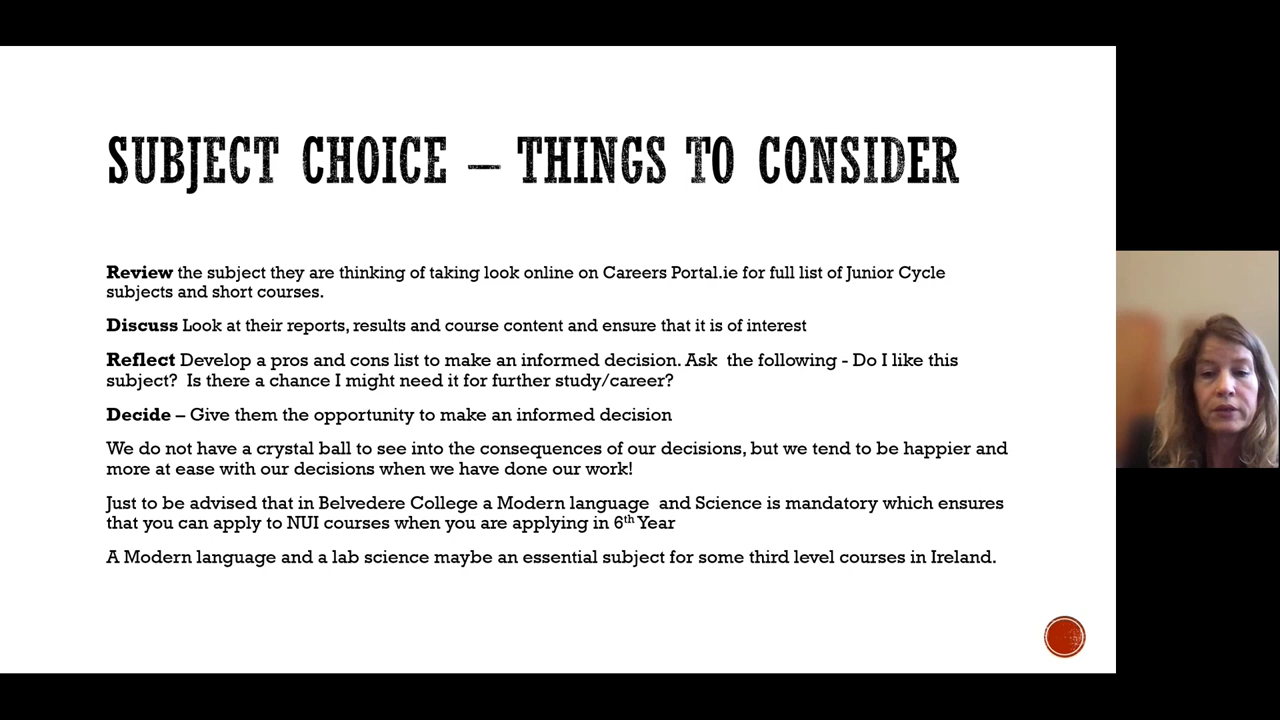 SUBJECT CHOICE – THINGS TO CONSIDER
Review the subject they are thinking of taking look online on Careers Portal.ie for full list of Junior Cycle
subjects and short courses.
Discuss Look at their reports, results and course content and ensure that it is of interest
Reflect Develop a pros and cons list to make an informed decision. Ask the following - Do I like this
subject? Is there a chance I might need it for further study/career?
Decide – Give them the opportunity to make an informed decision
We do not have a crystal ball to see into the consequences of our decisions, but we tend to be happier and
more at ease with our decisions when we have done our work!
Just to be advised that in Belvedere College a Modern language and Science is mandatory which ensures
that you can apply to NUI courses when you are applying in 6th Year
A Modern language and a lab science maybe an essential subject for some third level courses in Ireland.